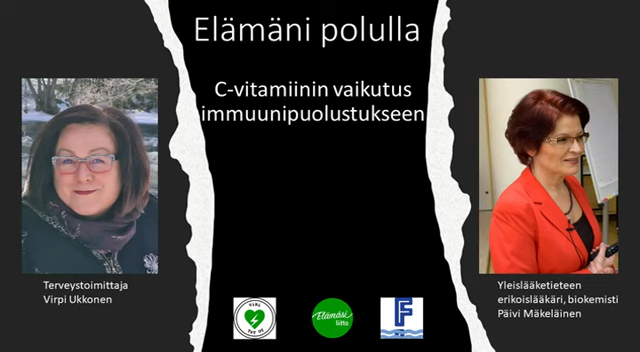 Elämäni polulla
C-vitamiinin vaikutus
immuunipuolustukseen
Terveystoimittaja
Virpi Ukkonen
Yleislääketieteen
erikoislääkäri, biokemisti
Päivi Mäkeläinen
Elämäsi
liitto
F